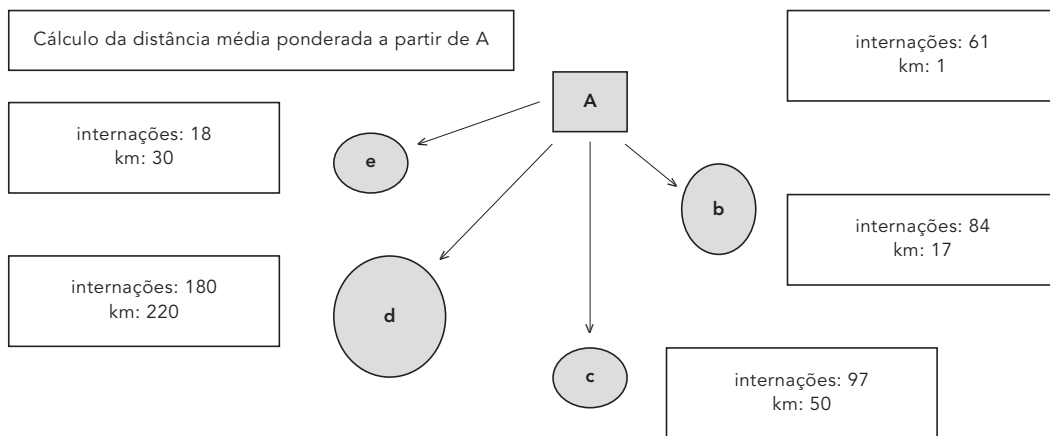 Cálculo da distância média ponderada a partir de A
internações: 61
km: 1
A
internações: 18
km: 30
e
b
internações: 84
km: 17
internações: 180
km: 220
d
c
internações: 97
km: 50